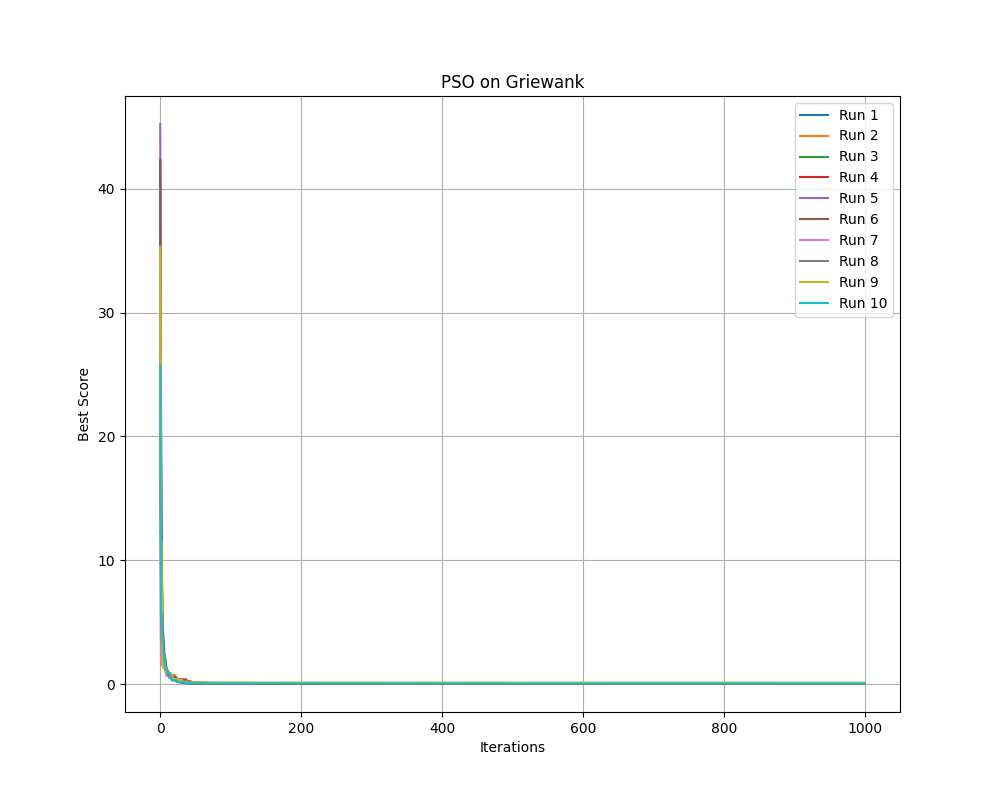 PSO on Griewank
Run 1
Run 2
Run 3
Run 4
Run 5
Run 6
Run 7
Run 8
Run 9
Run 10
Best Score
40
30
20
10
0
0 200 400 600 800 1000
Iterations